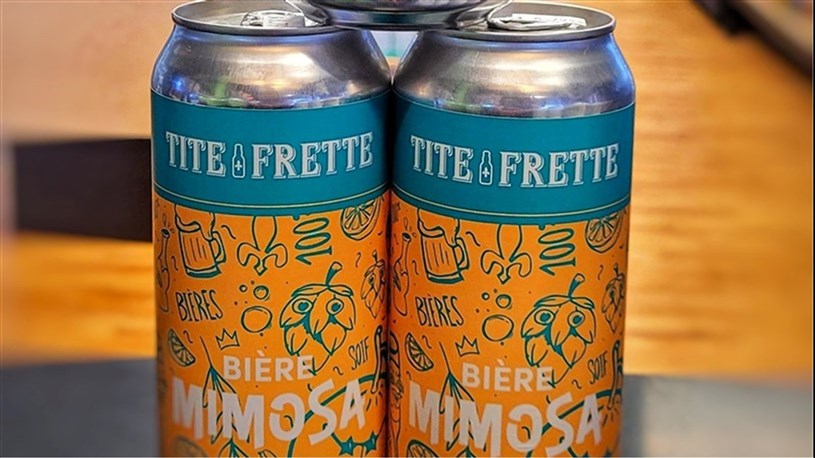 TITE FRETTE
100
BIÈRES
SOIF
BIÈRE
MIMOSA
TITE FRETTE
100
BIÈRES
SOIF
BIÈRE
MIMOSA